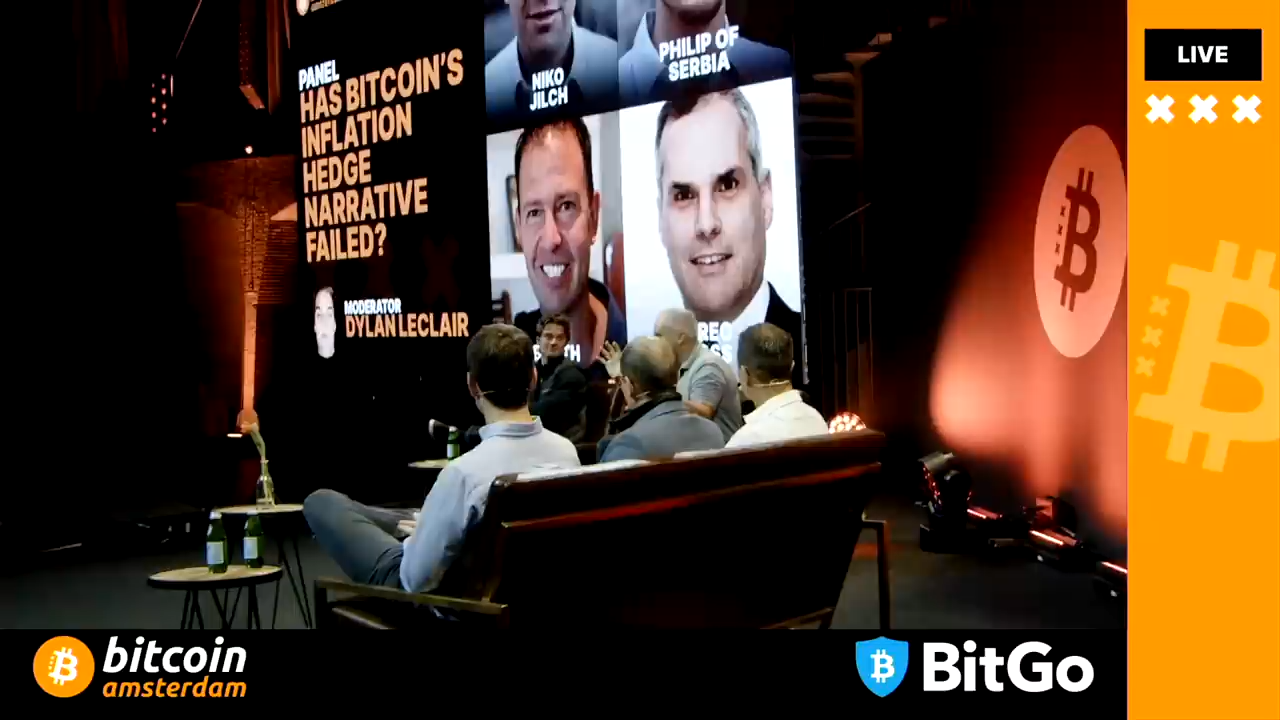 PANEL
HAS BITCOIN'S
INFLATION
HEDGE
NARRATIVE
FAILED?
MODERATOR
DYLAN LECLAIR
NIKO
JILCH
PHILIP OF
SERBIA
LIVE
bitcoin
amsterdam
BitGo